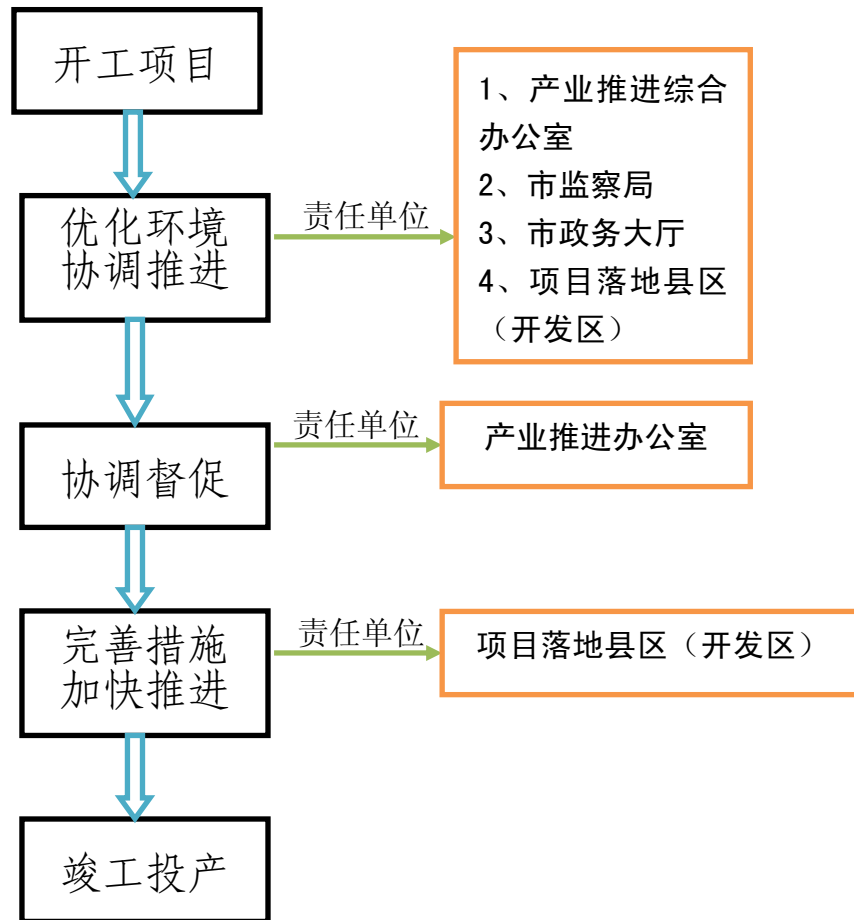 开工项目
优化环境
协调推进
责任单位
1、产业推进综合
办公室
2、市监察局
3、市政务大厅
4、项目落地县区
（开发区）
协调督促
责任单位
产业推进办公室
完善措施
加快推进
责任单位
项目落地县区（开发区）
竣工投产